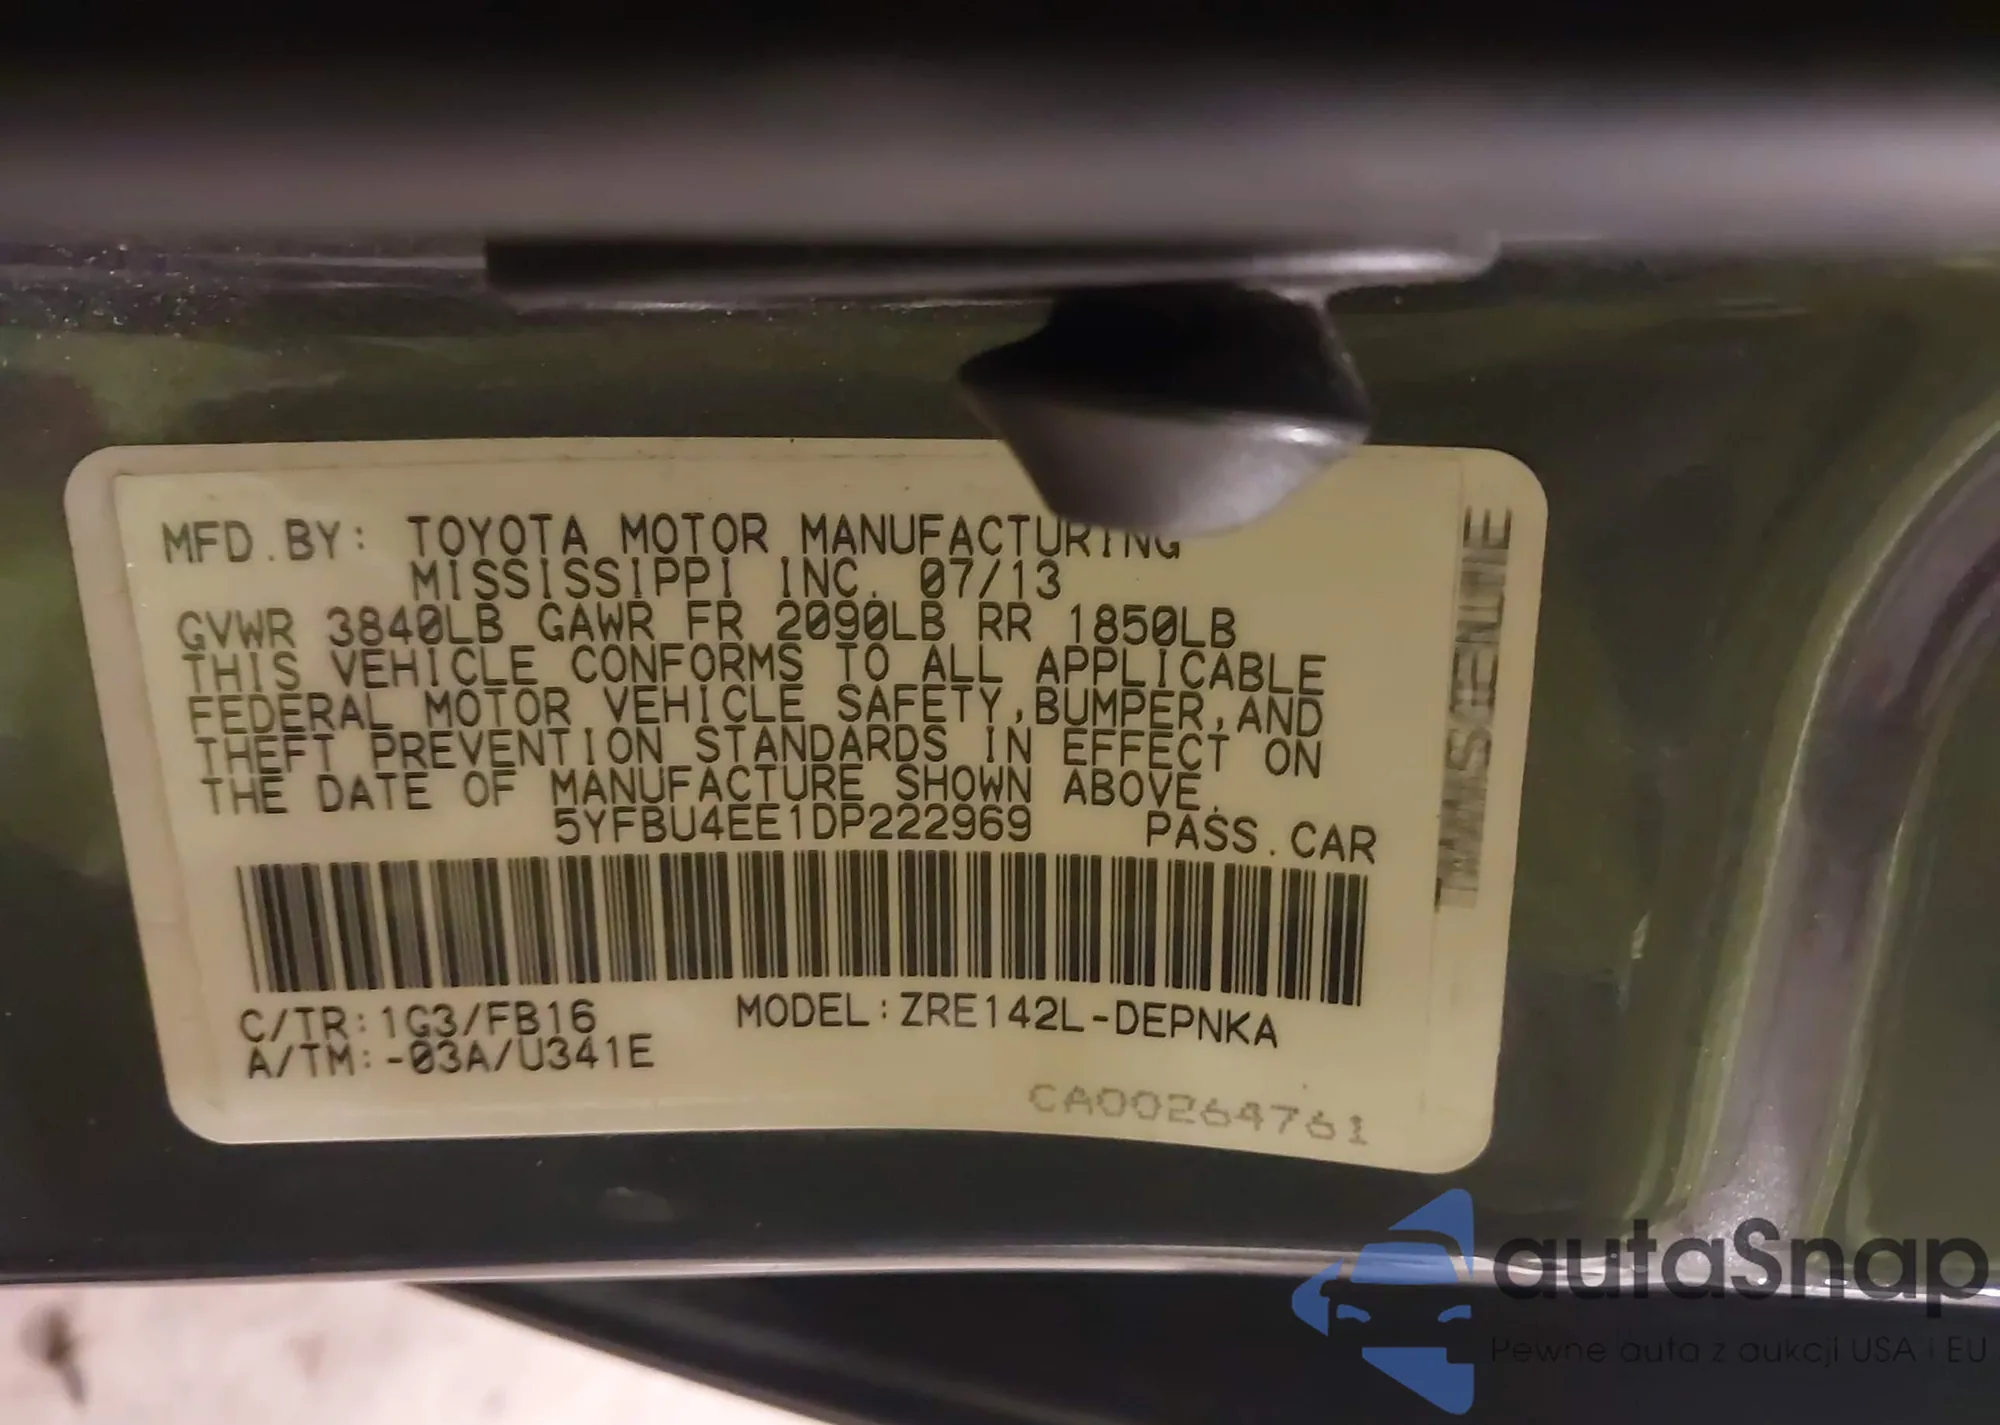 MFD.BY: TOYOTA MOTOR MANUFACTURING
MISSISSIPPI INC. 07/13
GVWR 3840LB GAWR FR 2090LB RR 1850LB
THIS VEHICLE CONFORMS TO ALL APPLICABLE
FEDERAL MOTOR VEHICLE SAFETY,BUMPER,AND
THEFT PREVENTION STANDARDS IN EFFECT ON
THE DATE OF MANUFACTURE SHOWN ABOVE.
5YFBU4EE1DP222969 PASS.CAR
C/TR:1G3/FB16 MODEL:ZRE142L-DEPNKA
A/TM:-03A/U341E
CA00264761
autaSnap
Pewne auta z aukcji USA i EU